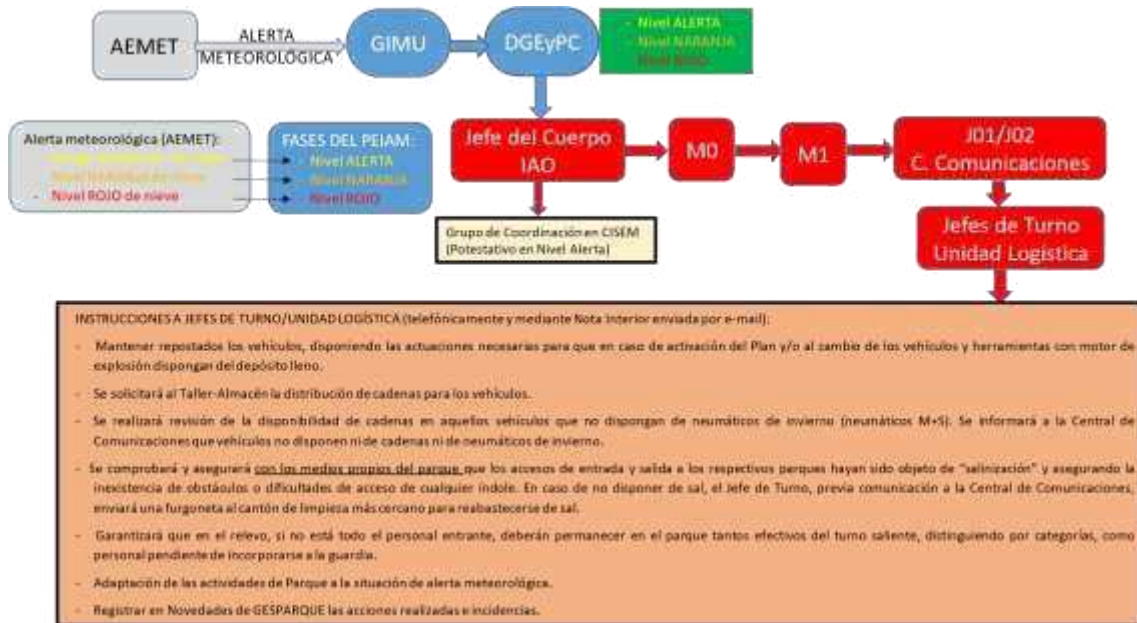 AEMET
ALERTA
METEOROLÓGICA
GIMU
DGEyPC
- Nivel ALERTA
- Nivel NARANJA
- Nivel ROJO
Alerta meteorológica (AEMET):
- Nivel ROJO de nieve
FASES DEL PEIAM:
- Nivel ALERTA
- Nivel NARANJA
- Nivel ROJO
Jefe del Cuerpo
IAO
M0
M1
J01/J02
C. Comunicaciones
Grupo de Coordinación en CISEM
(Potestativo en Nivel Alerta)
Jefes de Turno
Unidad Logística
INSTRUCCIONES A JEFES DE TURNO/UNIDAD LOGÍSTICA (telefónicamente y mediante Nota Interior enviada por e-mail):
- Mantener repostados los vehículos, disponiendo las actuaciones necesarias para que en caso de activación del Plan y/o al cambio de los vehículos y herramientas con motor de
explosión dispongan del depósito lleno.
- Se solicitará al Taller-Almacén la distribución de cadenas para los vehículos.
- Se realizará revisión de la disponibilidad de cadenas en aquellos vehículos que no dispongan de neumáticos de invierno (neumáticos M+S). Se informará a la Central de
Comunicaciones que vehículos no disponen ni de cadenas ni de neumáticos de invierno.
- Se comprobará y asegurará con los medios propios del parque que los accesos de entrada y salida a los respectivos parques hayan sido objeto de "salinización" y asegurando la
inexistencia de obstáculos o dificultades de acceso de cualquier índole. En caso de no disponer de sal, el Jefe de Turno, previa comunicación a la Central de Comunicaciones,
enviará una furgoneta al cantón de limpieza más cercano para reabastecerse de sal.
- Garantizará que en el relevo, si no está todo el personal entrante, deberán permanecer en el parque tantos efectivos del turno saliente, distinguiendo por categorías, como
personal pendiente de incorporarse a la guardia.
- Adaptación de las actividades de Parque a la situación de alerta meteorológica.
- Registrar en Novedades de GESPARQUE las acciones realizadas e incidencias.